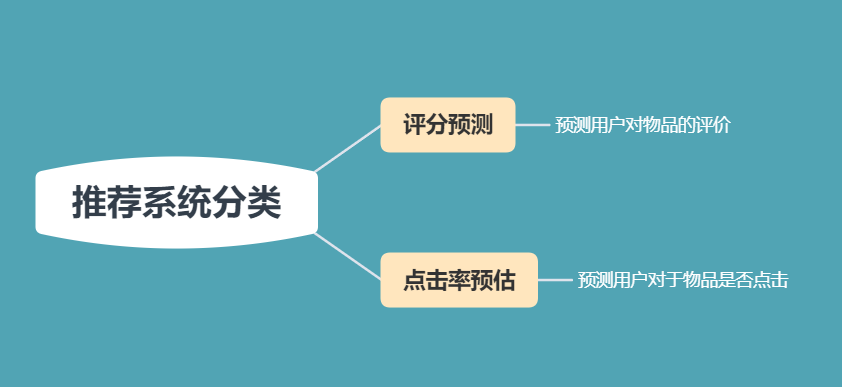 推荐系统分类
评分预测
预测用户对物品的评价
点击率预估
预测用户对于物品是否点击